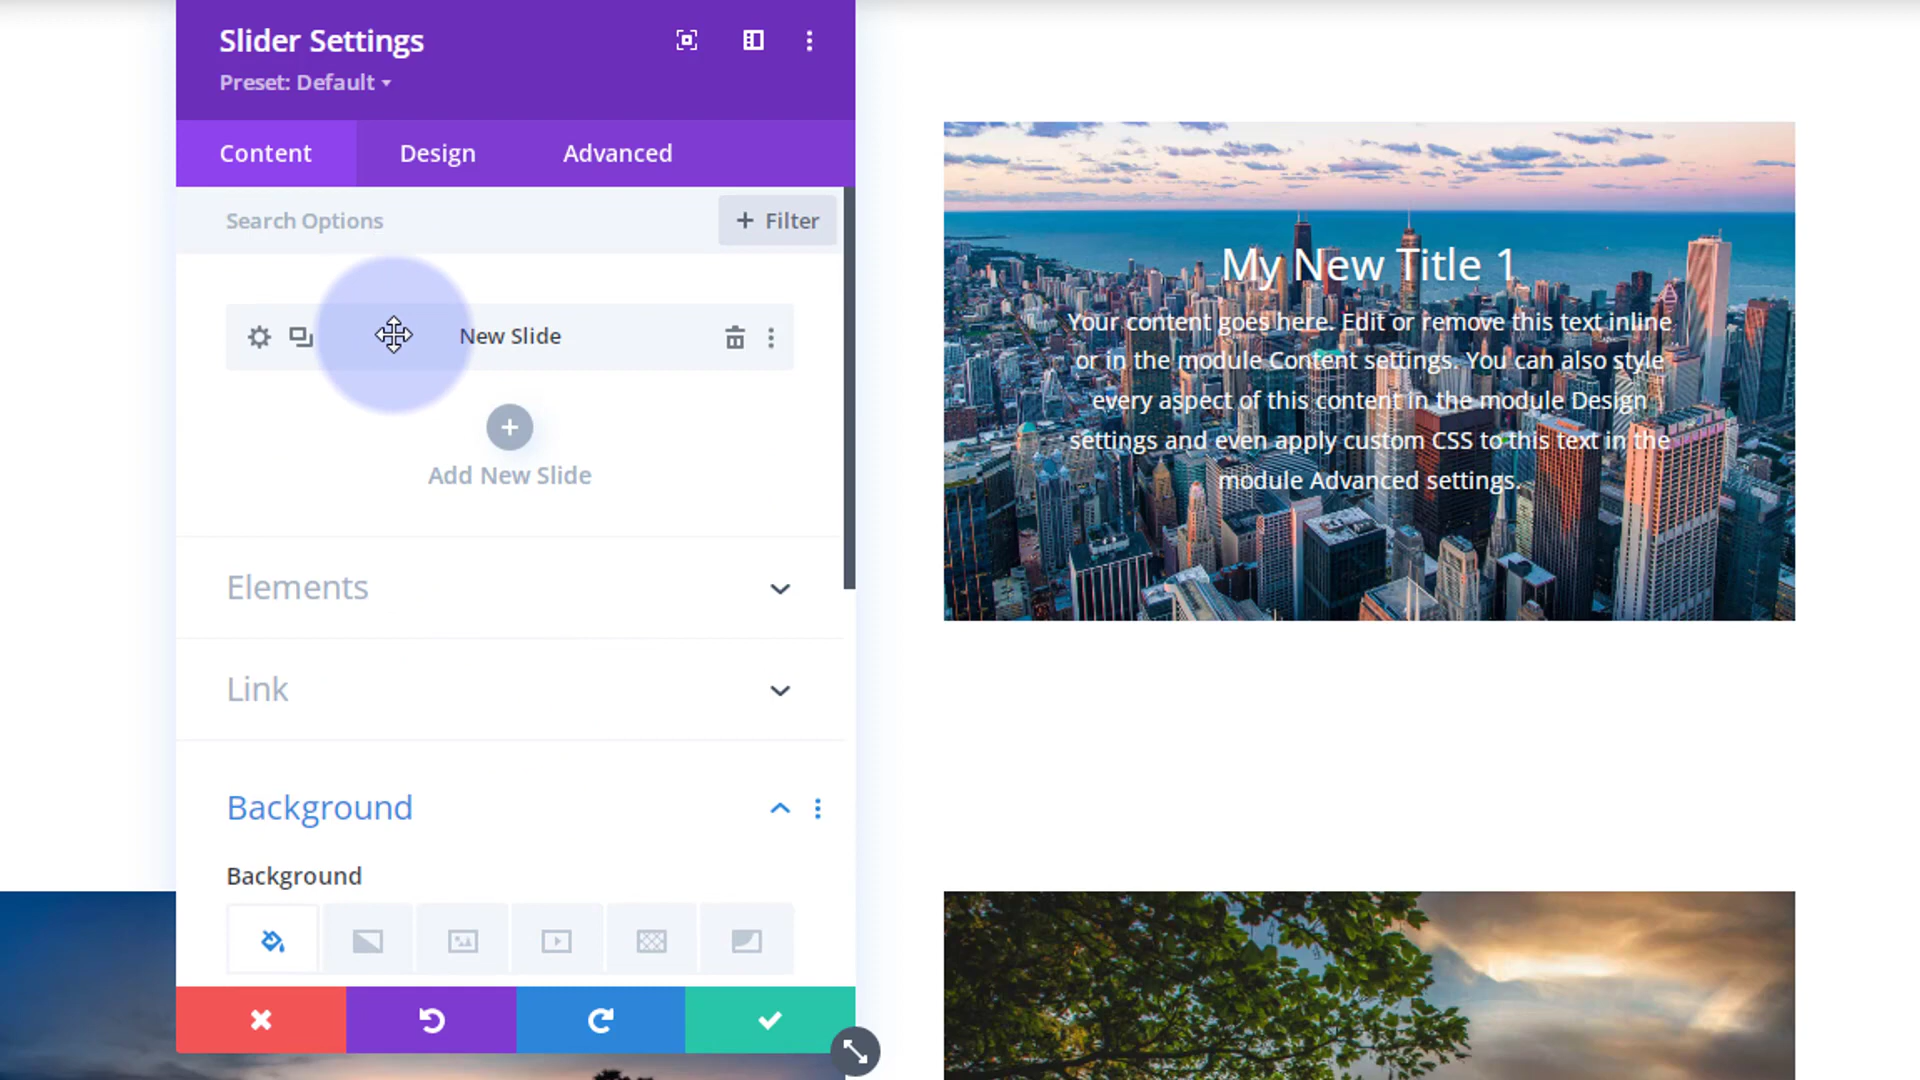 Slider Settings
Preset: Default
Content
Design
Advanced
Search Options
+ Filter
New Slide
Add New Slide
Elements
Link
Background
Background
My New Title 1
Your content goes here. Edit or remove this text inline
or in the module Content settings. You can also style
every aspect of this content in the module Design
settings and even apply custom CSS to this text in the
module Advanced settings.